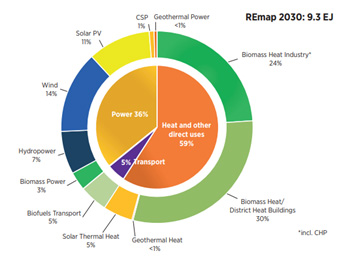 REmap 2030: 9.3 EJ
CSP
1%
Geothermal Power
<1%
Solar PV
11%
Biomass Heat Industry*
24%
Wind
14%
Power 36%
Heat and other
direct uses
59%
5% Transport
Hydropower
7%
Biomass Power
3%
Biofuels Transport
5%
Solar Thermal Heat
5%
Geothermal Heat
<1%
Biomass Heat/
District Heat Buildings
30%
*incl. CHP